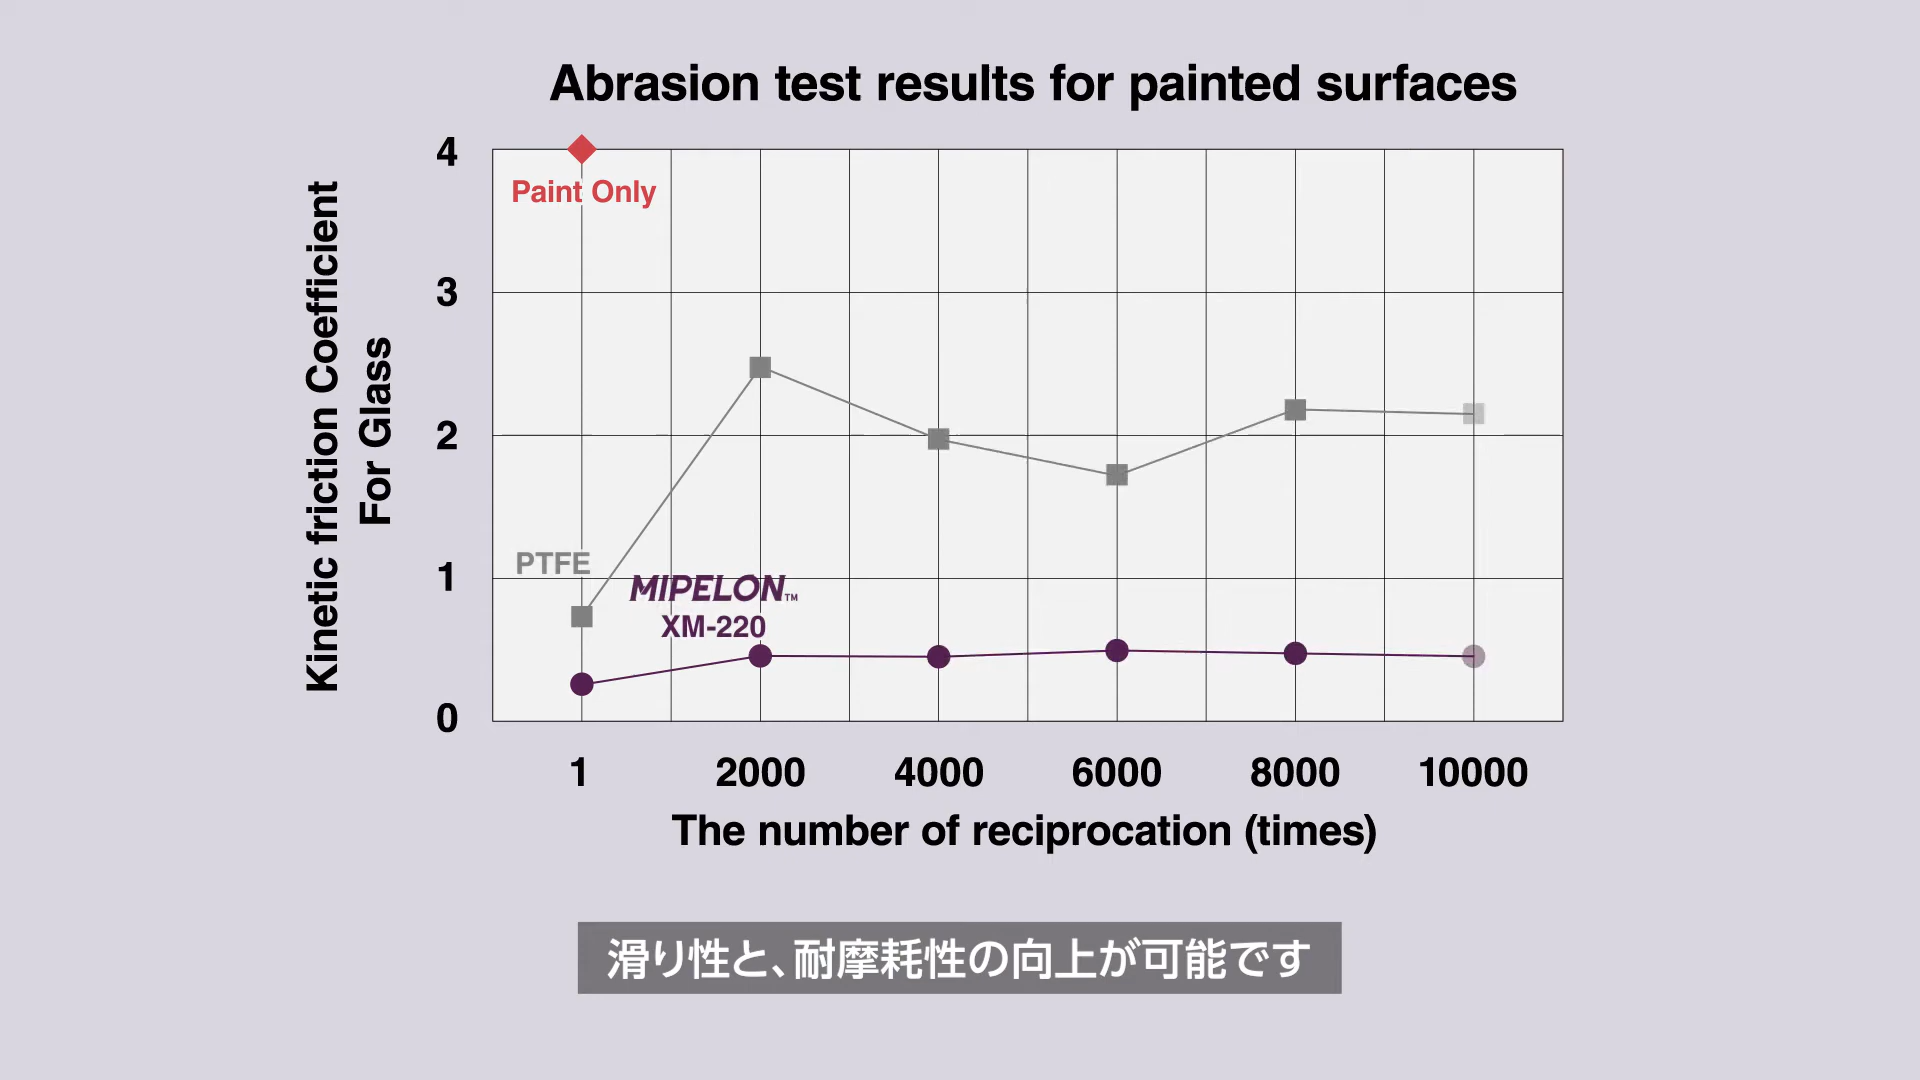 Abrasion test results for painted surfaces
Kinetic friction Coefficient
For Glass
4
3
2
1
0
Paint Only
PTFE
MIPELON™
XM-220
1 2000 4000 6000 8000 10000
The number of reciprocation (times)
滑り性と、耐摩耗性の向上が可能です